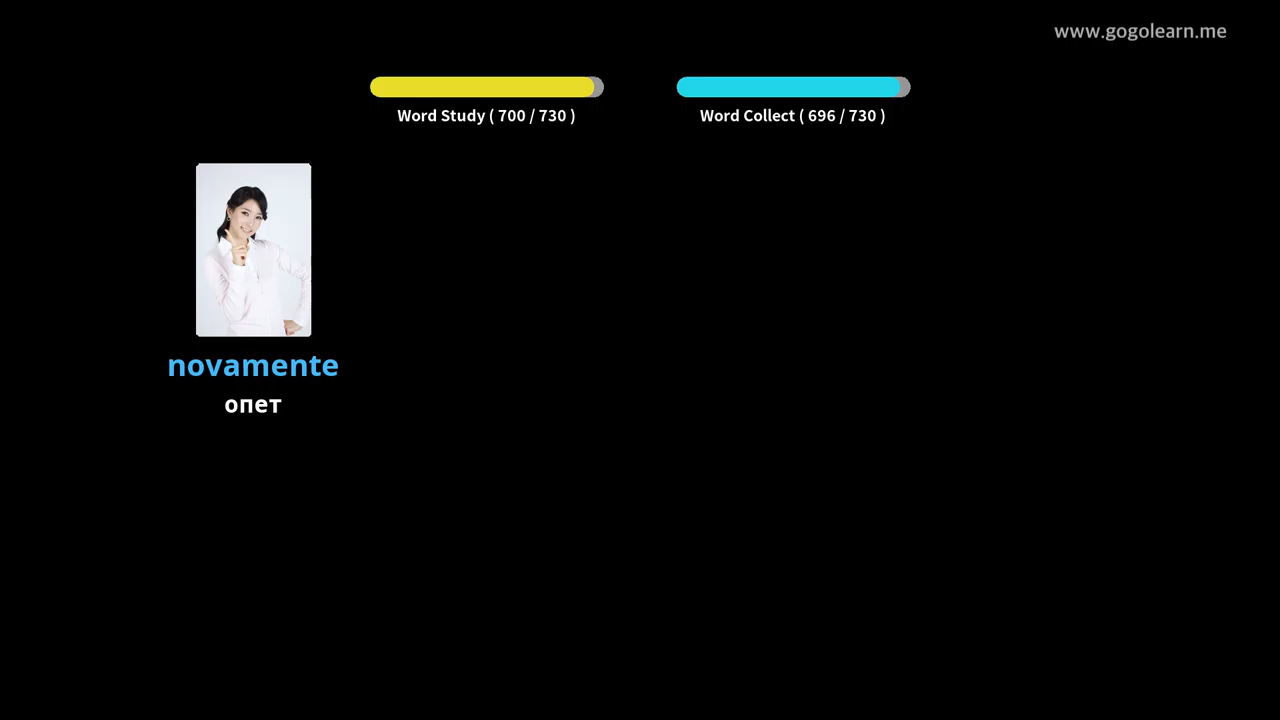 www.gogolearn.me
Word Study ( 700 / 730 )
Word Collect ( 696 / 730 )
novamente
опет